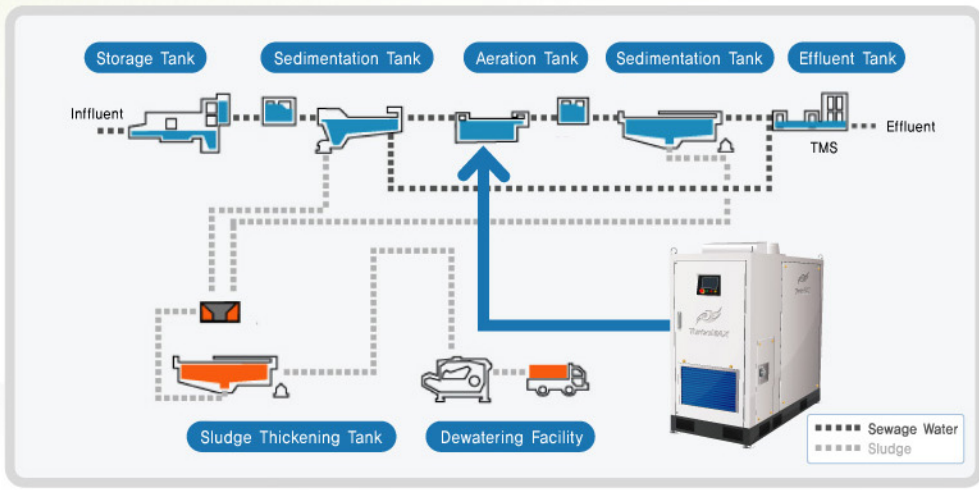 Storage Tank
Sedimentation Tank
Aeration Tank
Sedimentation Tank
Effluent Tank
Inffluent
Effluent
TMS
TurboMAX
Sludge Thickening Tank
Dewatering Facility
Sewage Water
Sludge